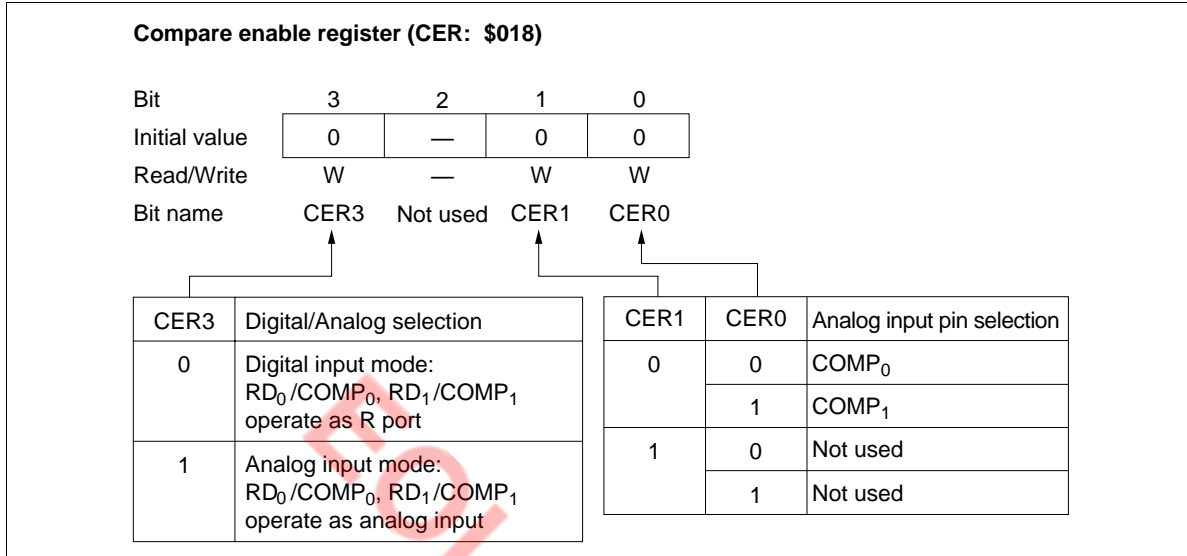 Compare enable register (CER: $018)
Bit 3 2 1 0
Initial value 0 — 0 0
Read/Write W — W W
Bit name CER3 Not used CER1 CER0
CER3 Digital/Analog selection
0 Digital input mode:
RD₀/COMP₀, RD₁/COMP₁
operate as R port
1 Analog input mode:
RD₀/COMP₀, RD₁/COMP₁
operate as analog input
CER1 CER0 Analog input pin selection
0 0 COMP₀
1 COMP₁
1 0 Not used
1 Not used